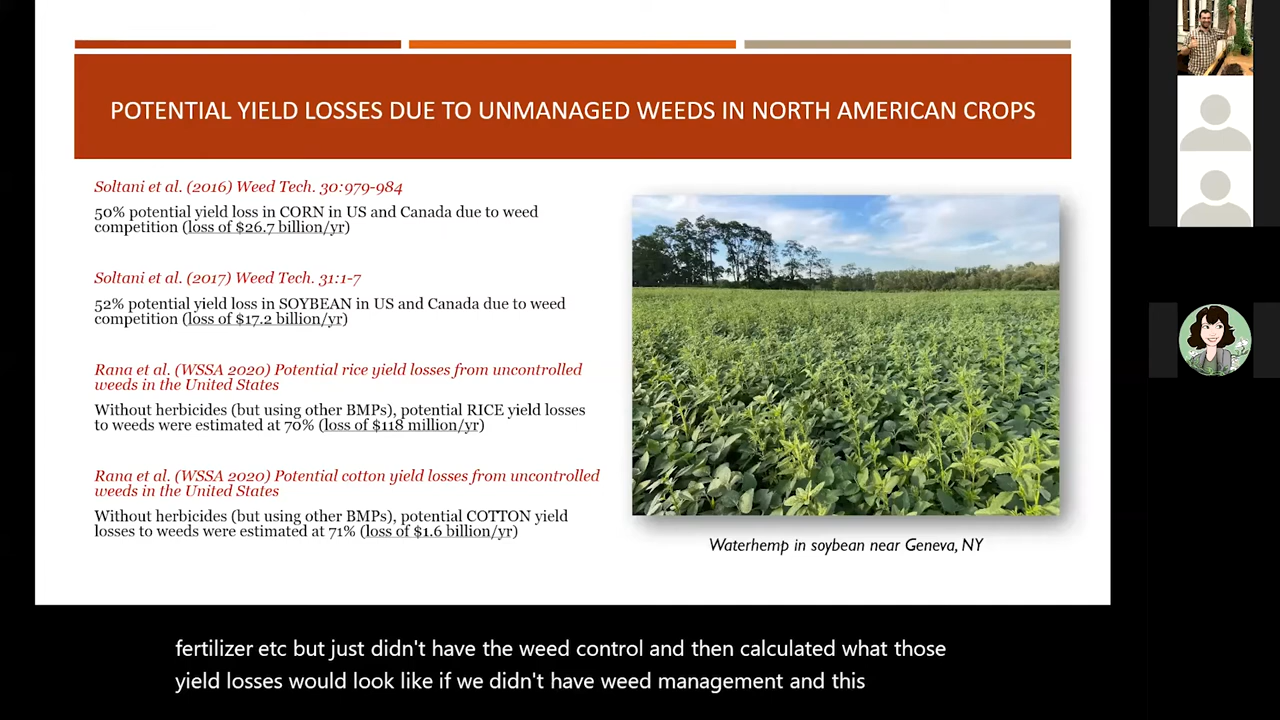 POTENTIAL YIELD LOSSES DUE TO UNMANAGED WEEDS IN NORTH AMERICAN CROPS
Soltani et al. (2016) Weed Tech. 30:979-984
50% potential yield loss in CORN in US and Canada due to weed
competition (loss of $26.7 billion/yr)
Soltani et al. (2017) Weed Tech. 31:1-7
52% potential yield loss in SOYBEAN in US and Canada due to weed
competition (loss of $17.2 billion/yr)
Rana et al. (WSSA 2020) Potential rice yield losses from uncontrolled
weeds in the United States
Without herbicides (but using other BMPs), potential RICE yield losses
to weeds were estimated at 70% (loss of $118 million/yr)
Rana et al. (WSSA 2020) Potential cotton yield losses from uncontrolled
weeds in the United States
Without herbicides (but using other BMPs), potential COTTON yield
losses to weeds were estimated at 71% (loss of $1.6 billion/yr)
Waterhemp in soybean near Geneva, NY
fertilizer etc but just didn't have the weed control and then calculated what those
yield losses would look like if we didn't have weed management and this